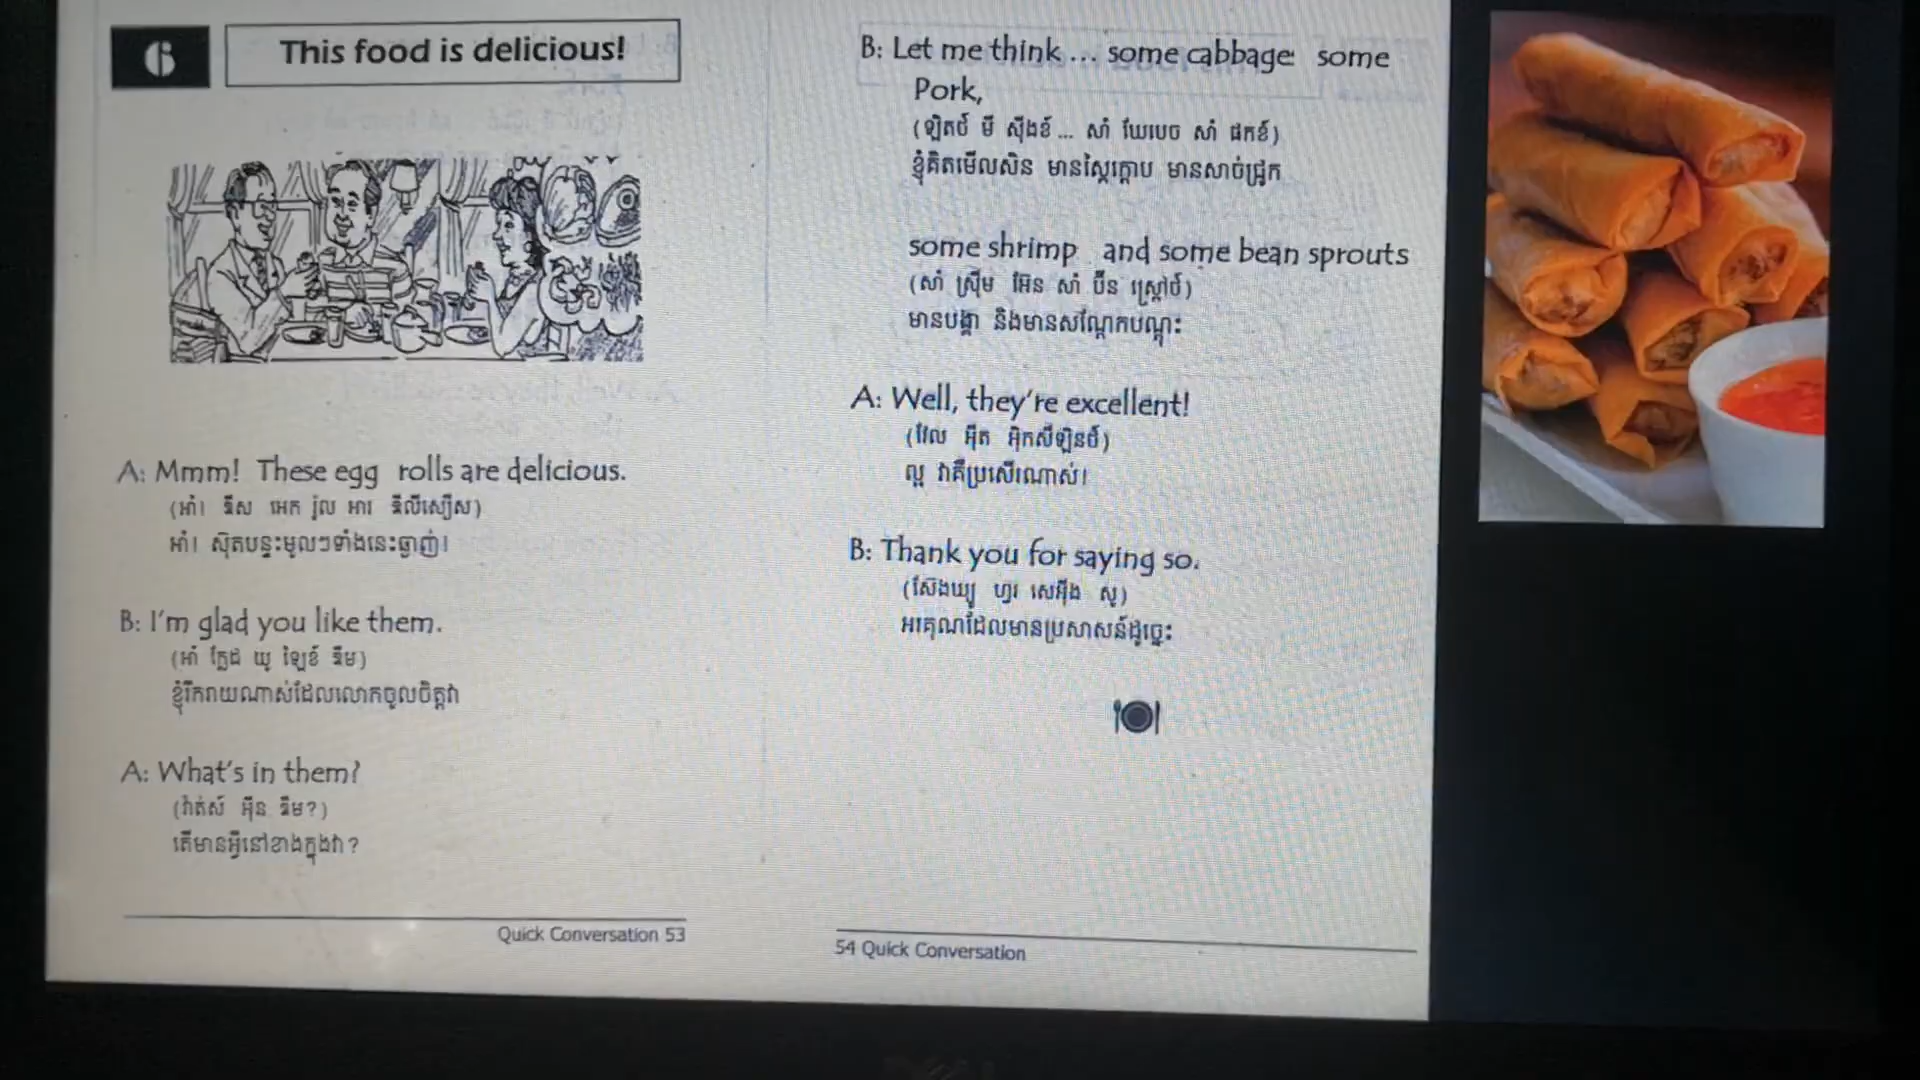 6
This food is delicious!
A: Mmm! These egg rolls are delicious.
(អាំ! ឌីស អេក រ៉ូល អារ ឌីលីស្យើស)
អាំ! ស៊ុតបន្ទះមូលៗទាំងនេះឆ្ងាញ់!
B: I'm glad you like them.
(អាំ ក្លែដ យូ ឡៃខ៍ ឌឹម)
ខ្ញុំរីករាយណាស់ដែលលោកចូលចិត្តវា
A: What's in them?
(វ៉ាត់ស៍ អ៊ីន ឌឹម?)
តើមានអ្វីនៅខាងក្នុងវា?
Quick Conversation 53
B: Let me think ... some cabbage some
Pork,
(ឡិតថ៍ មី ស៊ីងខ៍ ... សាំ ឃែបេច សាំ ផកខ៍)
ខ្ញុំគិតមើលសិន មានស្ពៃក្តោប មានសាច់ជ្រូក
some shrimp and some bean sprouts
(សាំ ស្រ៊ីម អ៊ែន សាំ ប៊ីន ស្ព្រៅថ៍)
មានបង្គា និងមានសណ្តែកបណ្តុះ
A: Well, they're excellent!
(វែល អ៊ីត អ៊ិកសឺឡិនថ៍)
ល្អ វាគឺប្រសើរណាស់!
B: Thank you for saying so.
(ស៊ែងឃ្យូ ហ្វរ សេអ៊ីង សូ)
អរគុណដែលមានប្រសាសន៍ដូច្នេះ
54 Quick Conversation